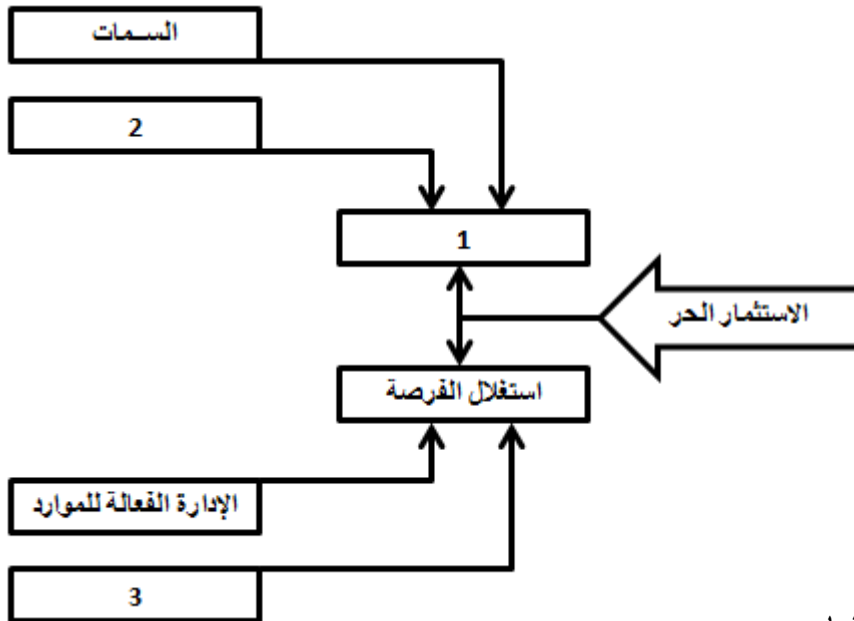 السمات
2
1
الاستثمار الحر
استغلال الفرصة
الإدارة الفعالة للموارد
3